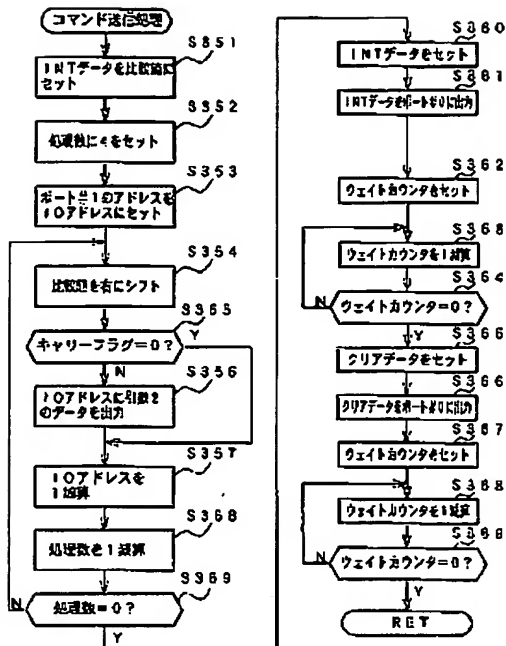 コマンド送信処理
S351
INTデータを比較値に
セット
S352
処理数に4をセット
S353
ポート#1のアドレスを
IOアドレスにセット
S354
比較値を右にシフト
S355
キャリーフラグ=0?
Y
N
S356
IOアドレスに引数2
のデータを出力
S357
IOアドレスを
1加算
S368
処理数を1減算
S369
N
処理数=0?
Y
S360
INTデータをセット
S361
INTデータをポート#0に出力
S362
ウェイトカウンタをセット
S368
ウェイトカウンタを1減算
S364
N
ウェイトカウンタ=0?
Y
S366
クリアデータをセット
S366
クリアデータをポート#0に出力
S367
ウェイトカウンタをセット
S368
ウェイトカウンタを1減算
S369
N
ウェイトカウンタ=0?
Y
RET